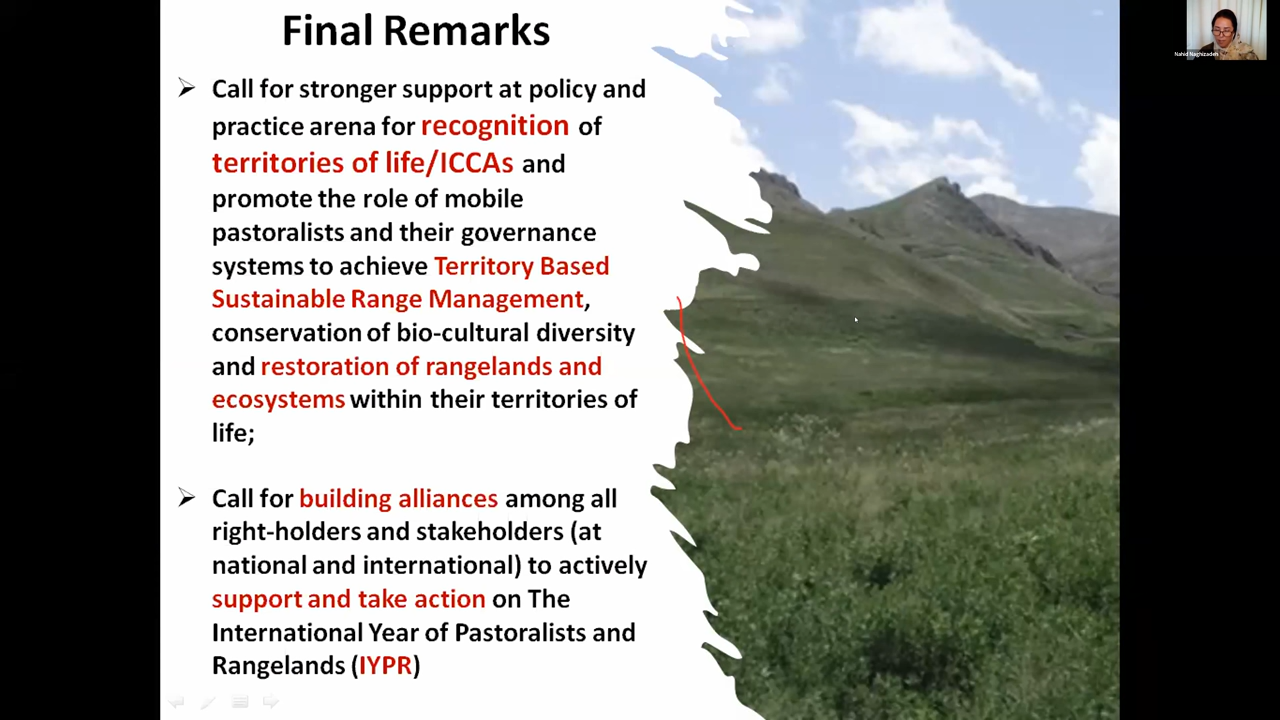 Final Remarks
Nahid Naghizadeh
➢ Call for stronger support at policy and
practice arena for recognition of
territories of life/ICCAs and
promote the role of mobile
pastoralists and their governance
systems to achieve Territory Based
Sustainable Range Management,
conservation of bio-cultural diversity
and restoration of rangelands and
ecosystems within their territories of
life;
➢ Call for building alliances among all
right-holders and stakeholders (at
national and international) to actively
support and take action on The
International Year of Pastoralists and
Rangelands (IYPR)